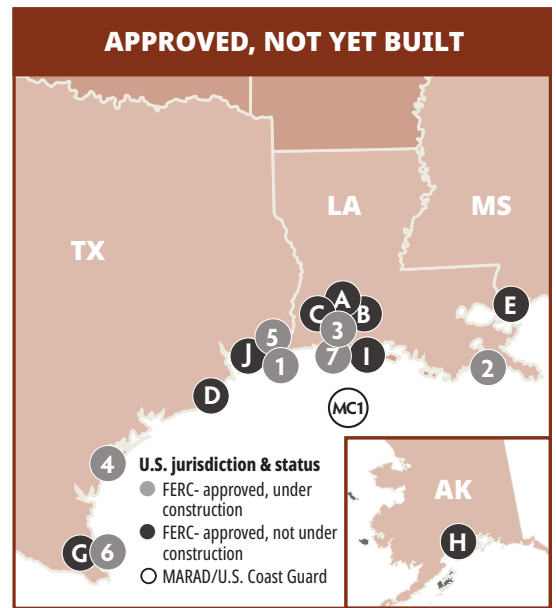 APPROVED, NOT YET BUILT
LA
MS
TX
A
C
B
E
3
5
J
1
7
I
2
D
MC1
4
U.S. jurisdiction & status
FERC- approved, under
construction
FERC- approved, not under
construction
MARAD/U.S. Coast Guard
G
6
AK
H